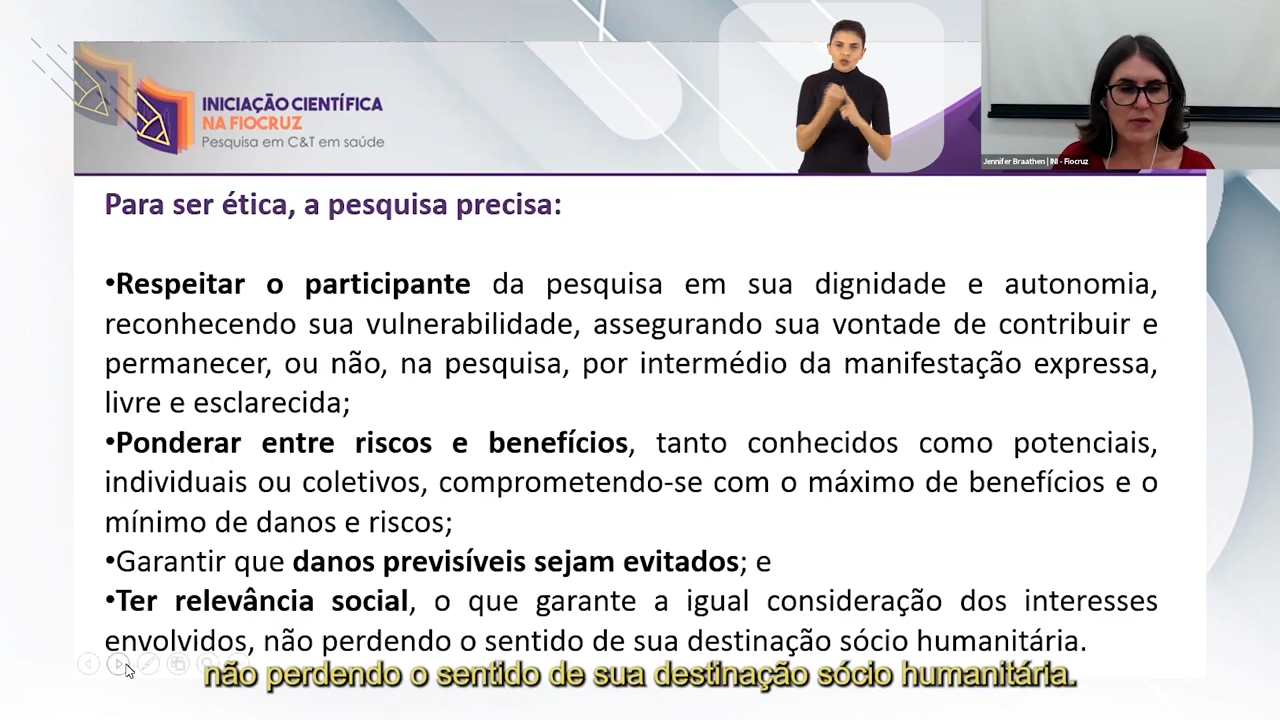 INICIAÇÃO CIENTÍFICA
NA FIOCRUZ
Pesquisa em C&T em saúde
Jennifer Braathen | INI - Fiocruz
Para ser ética, a pesquisa precisa:
•Respeitar o participante da pesquisa em sua dignidade e autonomia,
reconhecendo sua vulnerabilidade, assegurando sua vontade de contribuir e
permanecer, ou não, na pesquisa, por intermédio da manifestação expressa,
livre e esclarecida;
•Ponderar entre riscos e benefícios, tanto conhecidos como potenciais,
individuais ou coletivos, comprometendo-se com o máximo de benefícios e o
mínimo de danos e riscos;
•Garantir que danos previsíveis sejam evitados; e
•Ter relevância social, o que garante a igual consideração dos interesses
envolvidos, não perdendo o sentido de sua destinação sócio humanitária.
não perdendo o sentido de sua destinação sócio humanitária.